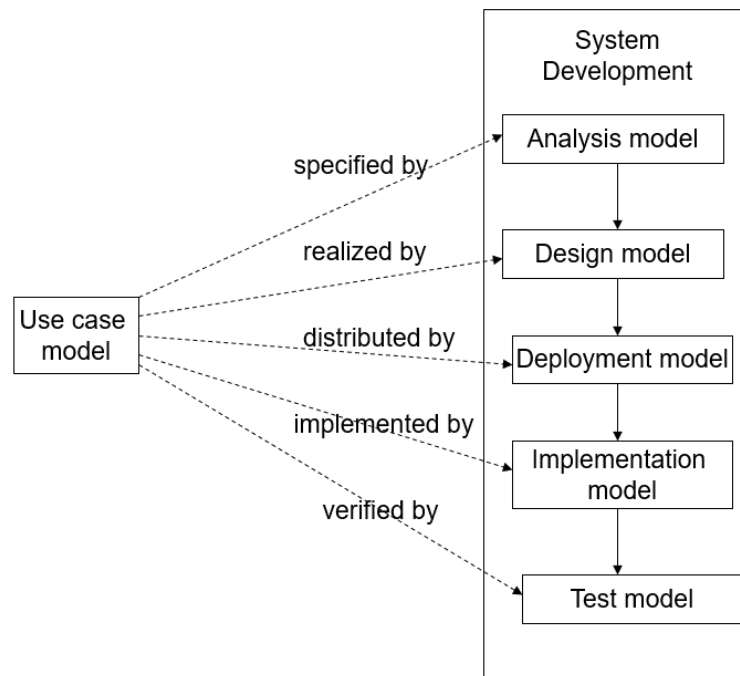 System
Development
Analysis model
specified by
realized by
Design model
Use case
model
distributed by
Deployment model
implemented by
Implementation
model
verified by
Test model